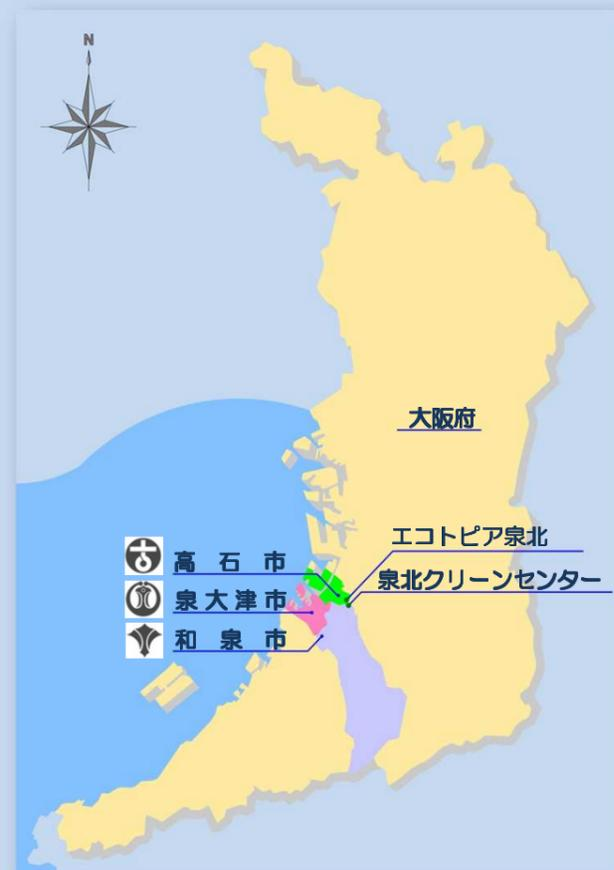 N
大阪府
エコトピア泉北
高石市
泉北クリーンセンター
泉大津市
和泉市